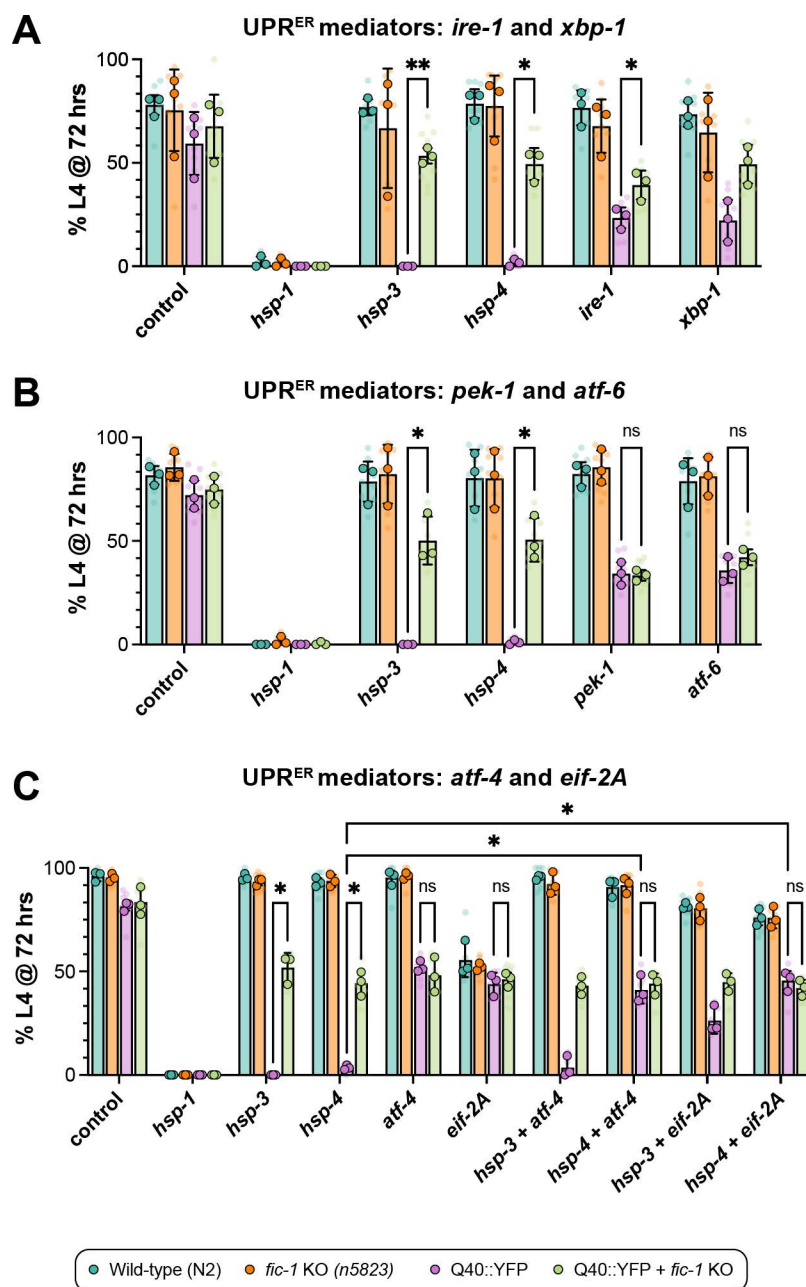 A
UPRER mediators: ire-1 and xbp-1
% L4 @ 72 hrs
100
50
0
** * *
control hsp-1 hsp-3 hsp-4 ire-1 xbp-1
B
UPRER mediators: pek-1 and atf-6
% L4 @ 72 hrs
100
50
0
* * ns ns
control hsp-1 hsp-3 hsp-4 pek-1 atf-6
C
UPRER mediators: atf-4 and eif-2A
% L4 @ 72 hrs
100
50
0
*
*
* * ns ns ns ns
control hsp-1 hsp-3 hsp-4 atf-4 eif-2A hsp-3 + atf-4 hsp-4 + atf-4 hsp-3 + eif-2A hsp-4 + eif-2A
Wild-type (N2) fic-1 KO (n5823) Q40::YFP Q40::YFP + fic-1 KO